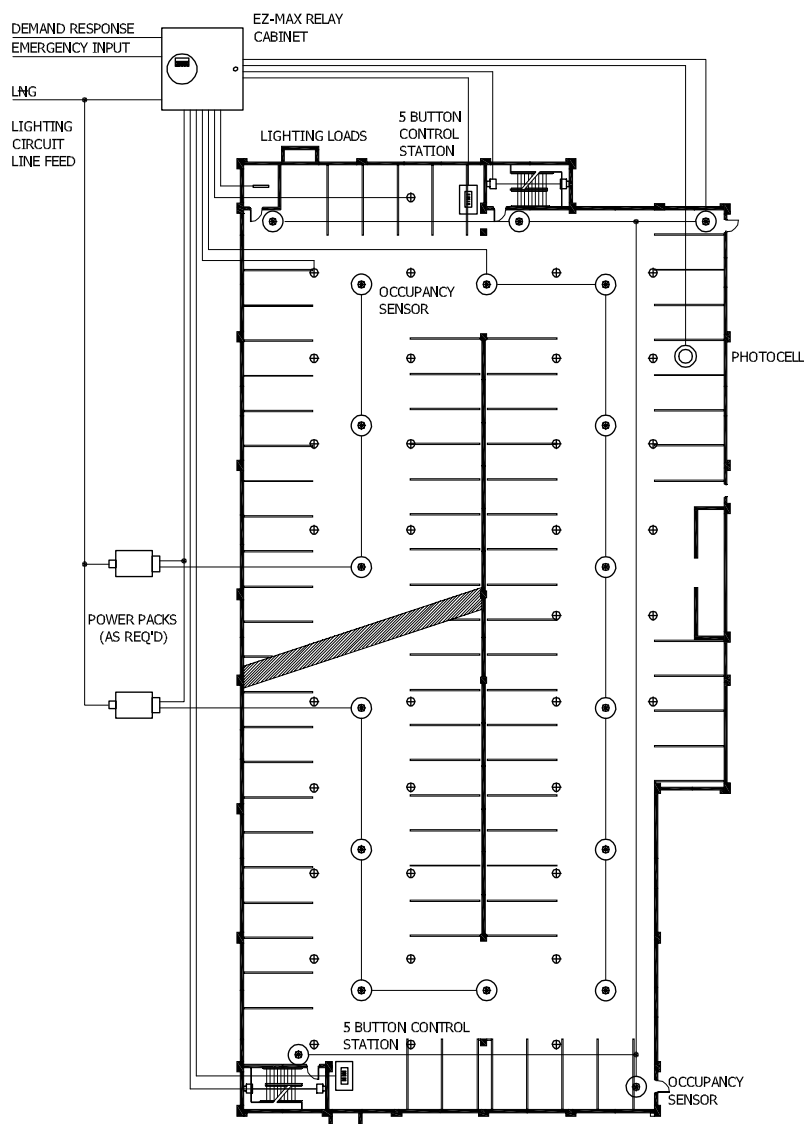 DEMAND RESPONSE
EMERGENCY INPUT
EZ-MAX RELAY
CABINET
LNG
LIGHTING
CIRCUIT
LINE FEED
LIGHTING LOADS
5 BUTTON
CONTROL
STATION
OCCUPANCY
SENSOR
PHOTOCELL
POWER PACKS
(AS REQ'D)
5 BUTTON CONTROL
STATION
OCCUPANCY
SENSOR